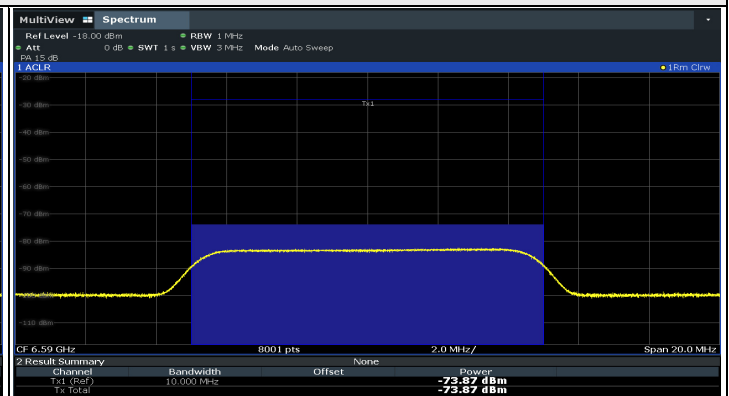 MultiView Spectrum
Ref Level -18.00 dBm RBW 1 MHz
Att 0 dB SWT 1 s VBW 3 MHz Mode Auto Sweep
PA 15 dB
1 ACLR 1Rm Clrw
-20 dBm
-30 dBm
Tx1
-40 dBm
-50 dBm
-60 dBm
-70 dBm
-80 dBm
-90 dBm
-110 dBm
CF 6.59 GHz 8001 pts 2.0 MHz/ Span 20.0 MHz
2 Result Summary None
Channel Bandwidth Offset Power
Tx1 (Ref) 10.000 MHz -73.87 dBm
Tx Total -73.87 dBm